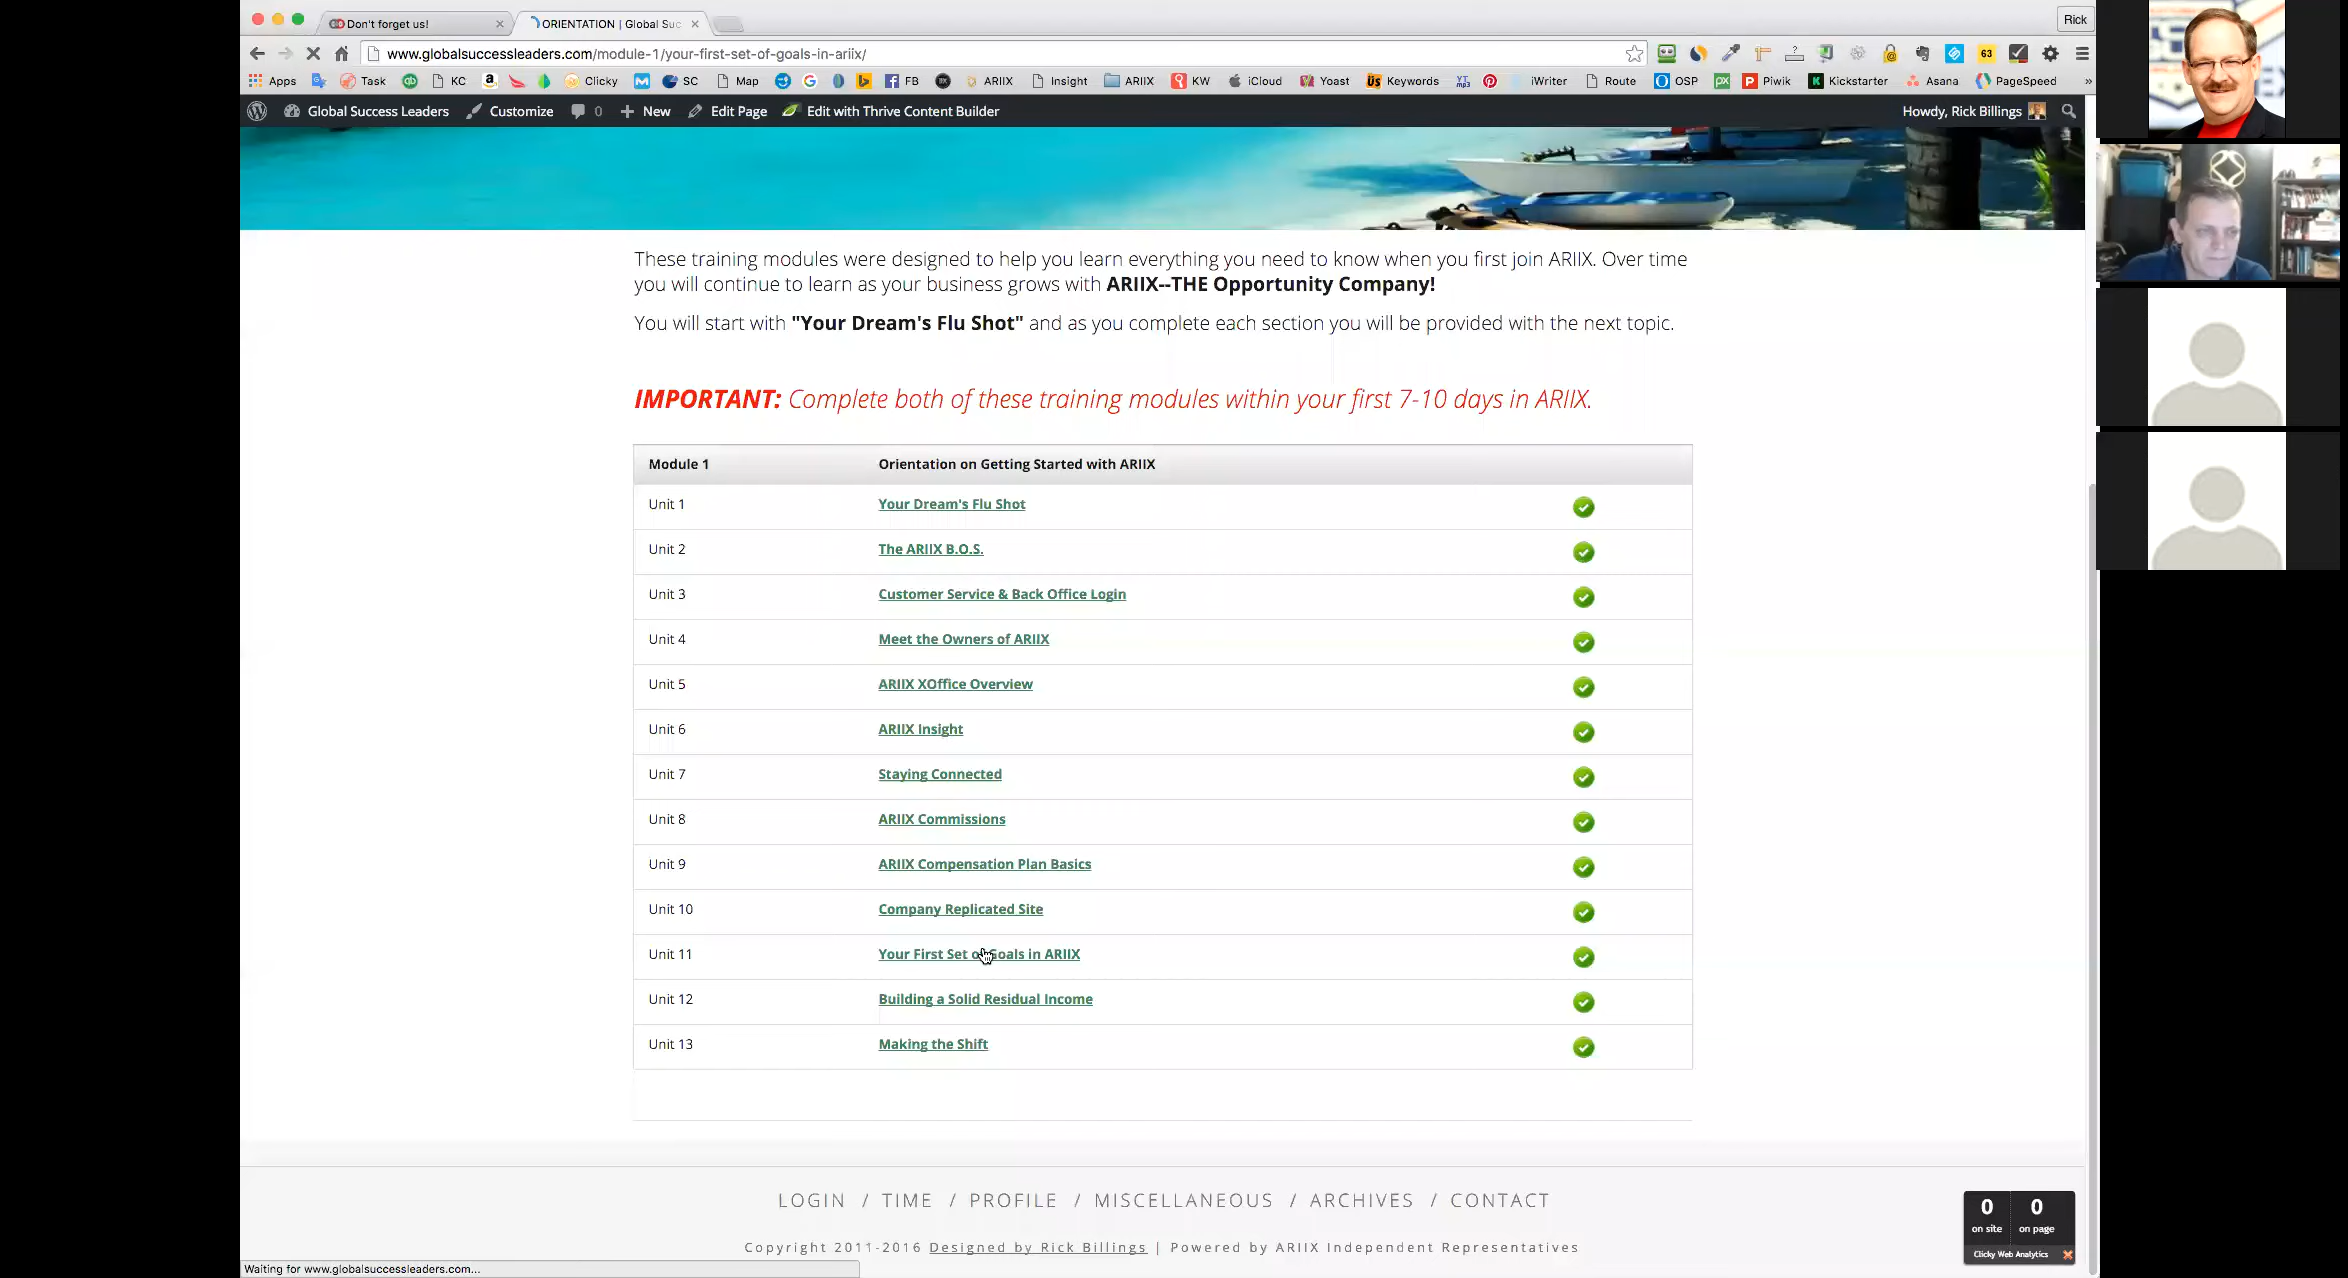 Don't forget us!
ORIENTATION | Global Suc
Rick
www.globalsuccessleaders.com/module-1/your-first-set-of-goals-in-ariix/
63
Apps Task KC SC Map FB ARIIX Insight ARIIX KW iCloud Yoast Keywords iWriter Route OSP Piwik Kickstarter Asana PageSpeed »
Global Success Leaders Customize 0 New Edit Page Edit with Thrive Content Builder Howdy, Rick Billings
These training modules were designed to help you learn everything you need to know when you first join ARIIX. Over time
you will continue to learn as your business grows with ARIIX--THE Opportunity Company!
You will start with "Your Dream's Flu Shot" and as you complete each section you will be provided with the next topic.
IMPORTANT: Complete both of these training modules within your first 7-10 days in ARIIX.
Module 1 Orientation on Getting Started with ARIIX
Unit 1 Your Dream's Flu Shot
Unit 2 The ARIIX B.O.S.
Unit 3 Customer Service & Back Office Login
Unit 4 Meet the Owners of ARIIX
Unit 5 ARIIX XOffice Overview
Unit 6 ARIIX Insight
Unit 7 Staying Connected
Unit 8 ARIIX Commissions
Unit 9 ARIIX Compensation Plan Basics
Unit 10 Company Replicated Site
Unit 11 Your First Set of Goals in ARIIX
Unit 12 Building a Solid Residual Income
Unit 13 Making the Shift
LOGIN / TIME / PROFILE / MISCELLANEOUS / ARCHIVES / CONTACT
Copyright 2011-2016 Designed by Rick Billings | Powered by ARIIX Independent Representatives
0 0
on site on page
Clicky Web Analytics
Waiting for www.globalsuccessleaders.com...